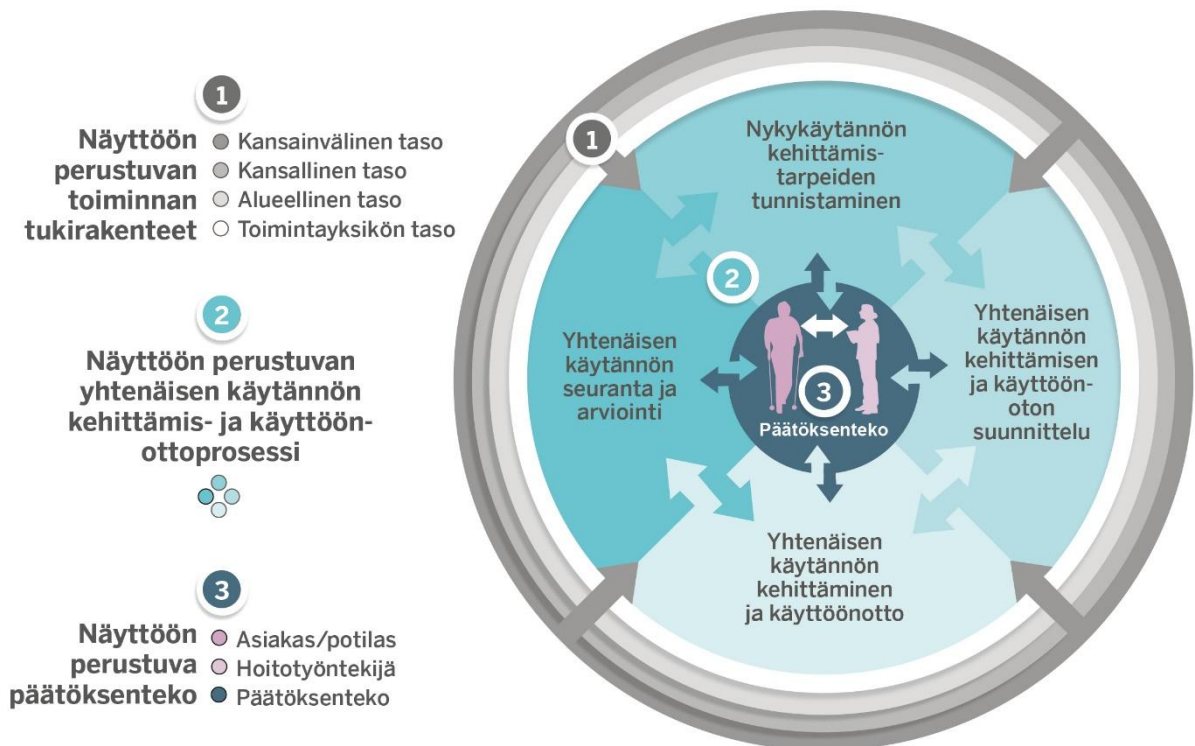 1
Näyttöön
perustuvan
toiminnan
tukirakenteet
Kansainvälinen taso
Kansallinen taso
Alueellinen taso
Toimintayksikön taso
2
Näyttöön perustuvan
yhtenäisen käytännön
kehittämis- ja käyttöön-
ottoprosessi
3
Näyttöön
perustuva
päätöksenteko
Asiakas/potilas
Hoitotyöntekijä
Päätöksenteko
1
Nykykäytännön
kehittämis-
tarpeiden
tunnistaminen
2
Yhtenäisen
käytännön
seuranta ja
arviointi
3
Päätöksenteko
Yhtenäisen
käytännön
kehittämisen
ja käyttöön-
oton
suunnittelu
Yhtenäisen
käytännön
kehittäminen
ja käyttöönotto